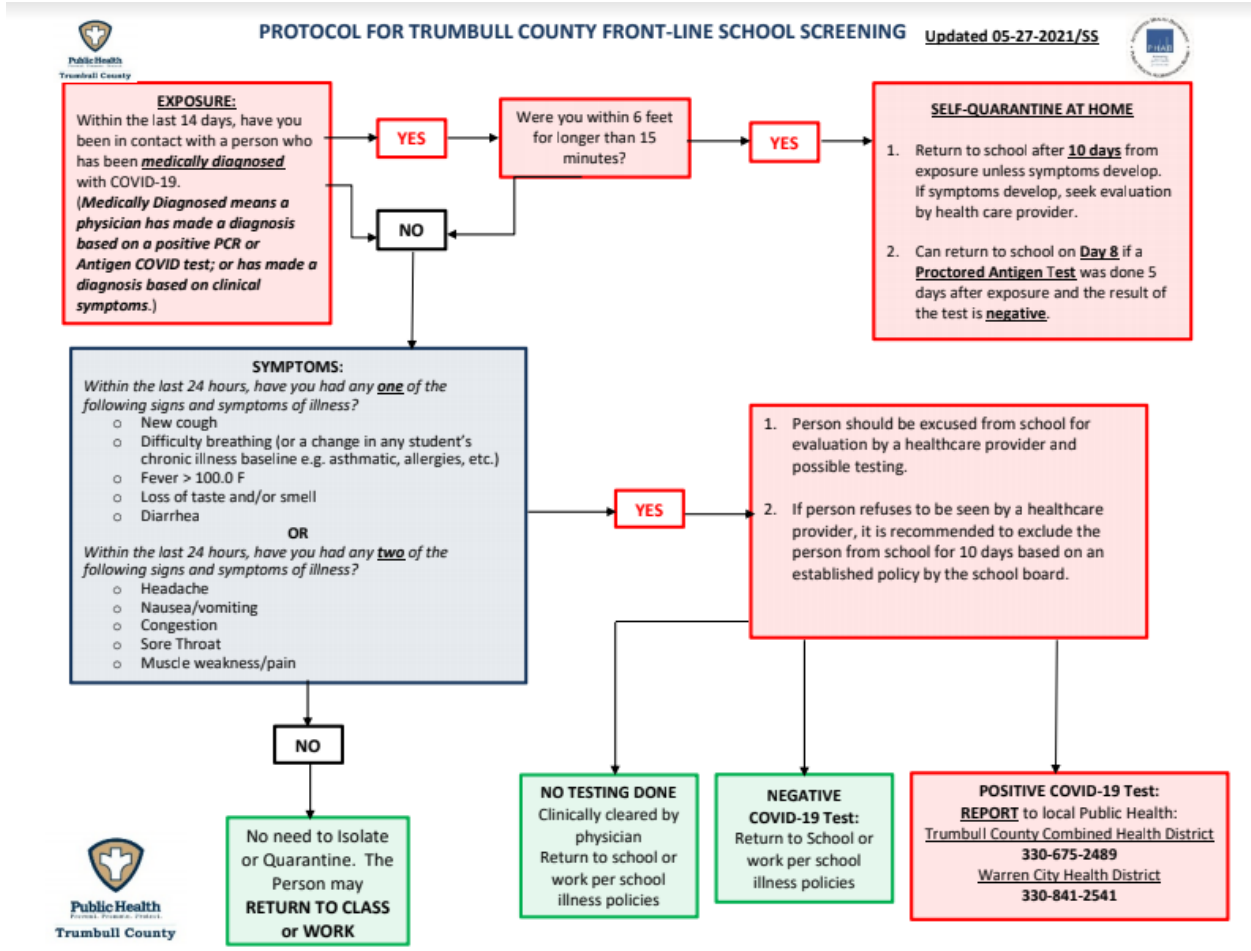 PROTOCOL FOR TRUMBULL COUNTY FRONT-LINE SCHOOL SCREENING
Updated 05-27-2021/SS
Public Health
Trumbull County
EXPOSURE:
Within the last 14 days, have you
been in contact with a person who
has been medically diagnosed
with COVID-19.
(Medically Diagnosed means a
physician has made a diagnosis
based on a positive PCR or
Antigen COVID test; or has made a
diagnosis based on clinical
symptoms.)
YES
Were you within 6 feet
for longer than 15
minutes?
YES
NO
SELF-QUARANTINE AT HOME
1. Return to school after 10 days from
exposure unless symptoms develop.
If symptoms develop, seek evaluation
by health care provider.
2. Can return to school on Day 8 if a
Proctored Antigen Test was done 5
days after exposure and the result of
the test is negative.
SYMPTOMS:
Within the last 24 hours, have you had any one of the
following signs and symptoms of illness?
o New cough
o Difficulty breathing (or a change in any student's
chronic illness baseline e.g. asthmatic, allergies, etc.)
o Fever > 100.0 F
o Loss of taste and/or smell
o Diarrhea
OR
Within the last 24 hours, have you had any two of the
following signs and symptoms of illness?
o Headache
o Nausea/vomiting
o Congestion
o Sore Throat
o Muscle weakness/pain
YES
1. Person should be excused from school for
evaluation by a healthcare provider and
possible testing.
2. If person refuses to be seen by a healthcare
provider, it is recommended to exclude the
person from school for 10 days based on an
established policy by the school board.
NO
No need to Isolate
or Quarantine. The
Person may
RETURN TO CLASS
or WORK
NO TESTING DONE
Clinically cleared by
physician
Return to school or
work per school
illness policies
NEGATIVE
COVID-19 Test:
Return to School or
work per school
illness policies
POSITIVE COVID-19 Test:
REPORT to local Public Health:
Trumbull County Combined Health District
330-675-2489
Warren City Health District
330-841-2541
Public Health
Prevent. Promote. Protect.
Trumbull County